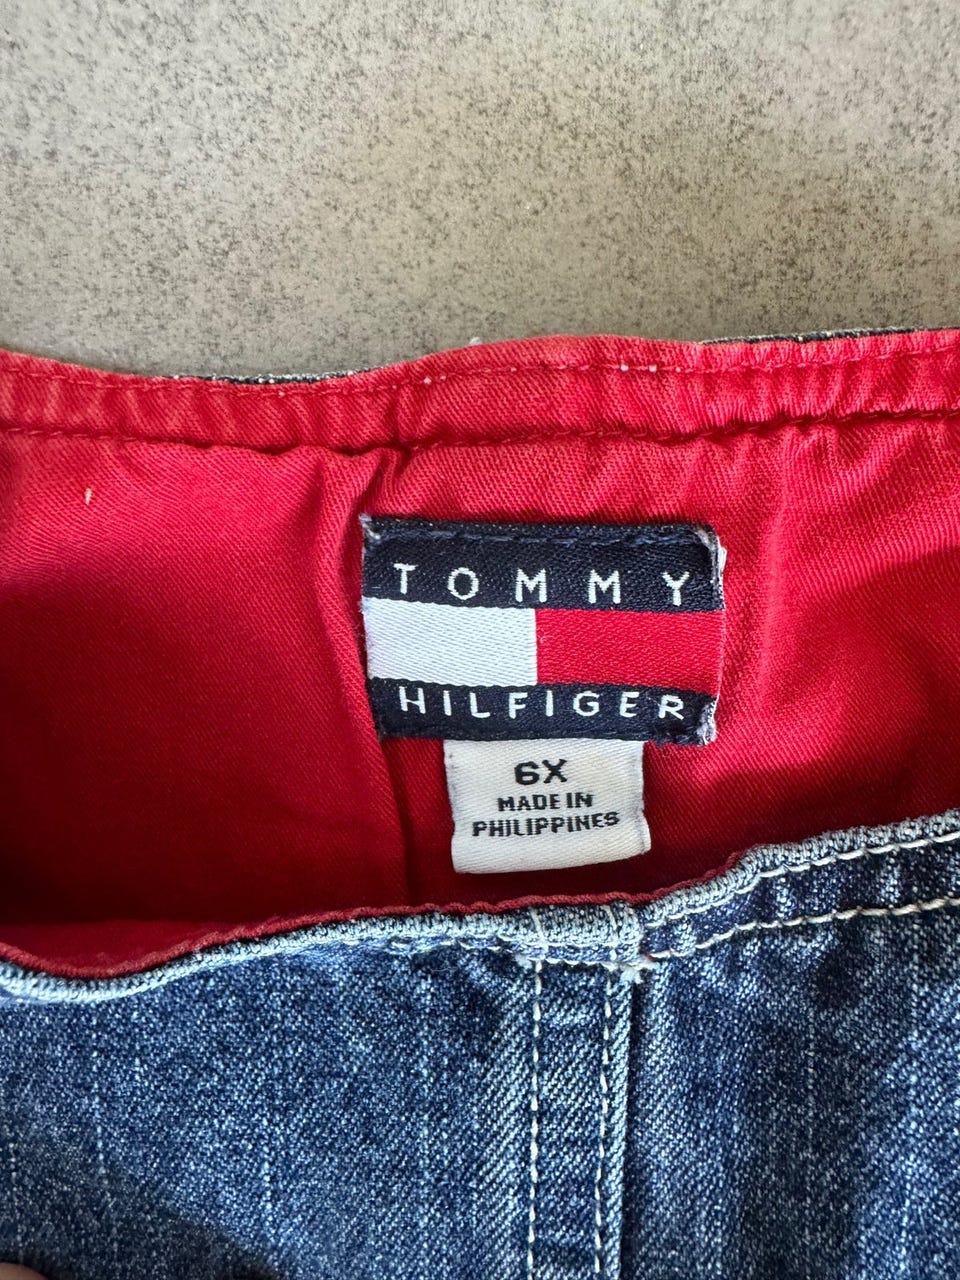 TOMMY
HILFIGER
6X
MADE IN
PHILIPPINES